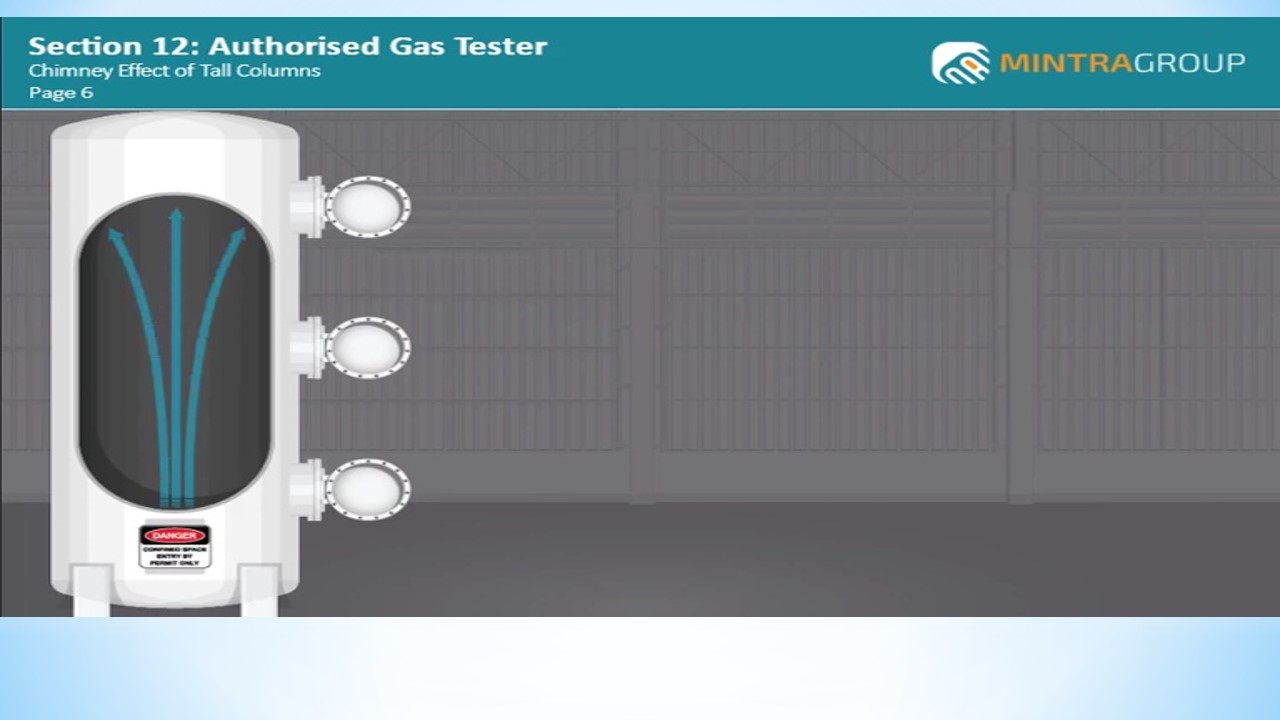 Section 12: Authorised Gas Tester
Chimney Effect of Tall Columns
Page 6
MINTRAGROUP
DANGER
CONFINED SPACE
ENTRY BY
PERMIT ONLY